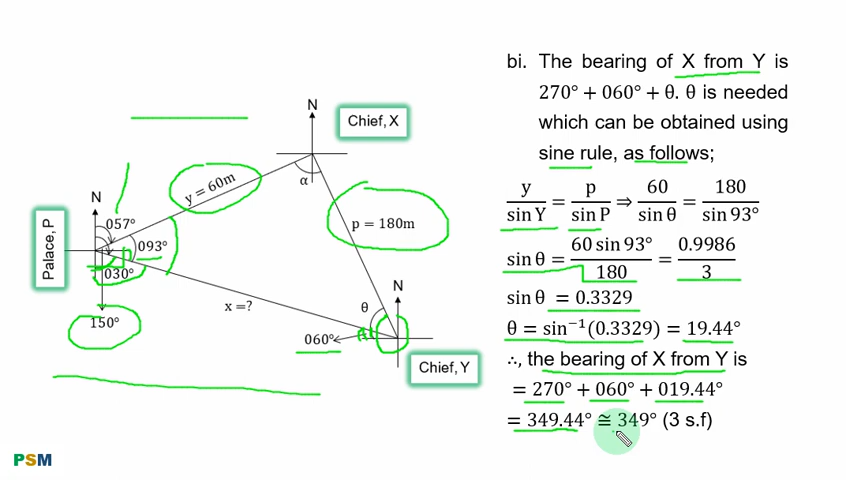 N
Chief, X
α
y = 60m
N
057°
Palace, P
093°
030°
150°
p = 180m
x =?
N
θ
060°
Chief, Y
PSM
bi. The bearing of X from Y is
270° + 060° + θ. θ is needed
which can be obtained using
sine rule, as follows;
y/sin Y = p/sin P ⇒ 60/sin θ = 180/sin 93°
sin θ = 60 sin 93°/180 = 0.9986/3
sin θ = 0.3329
θ = sin⁻¹(0.3329) = 19.44°
∴, the bearing of X from Y is
= 270° + 060° + 019.44°
= 349.44° ≅ 349° (3 s.f)